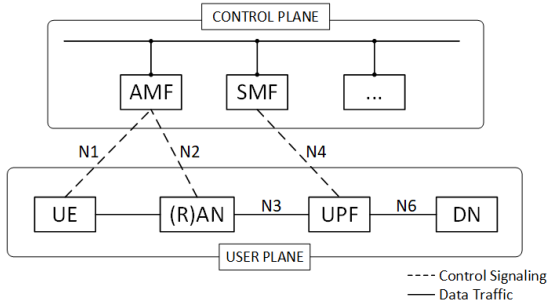 CONTROL PLANE
AMF
SMF
...
N1
N2
N4
UE
(R)AN
N3
UPF
N6
DN
USER PLANE
Control Signaling
Data Traffic